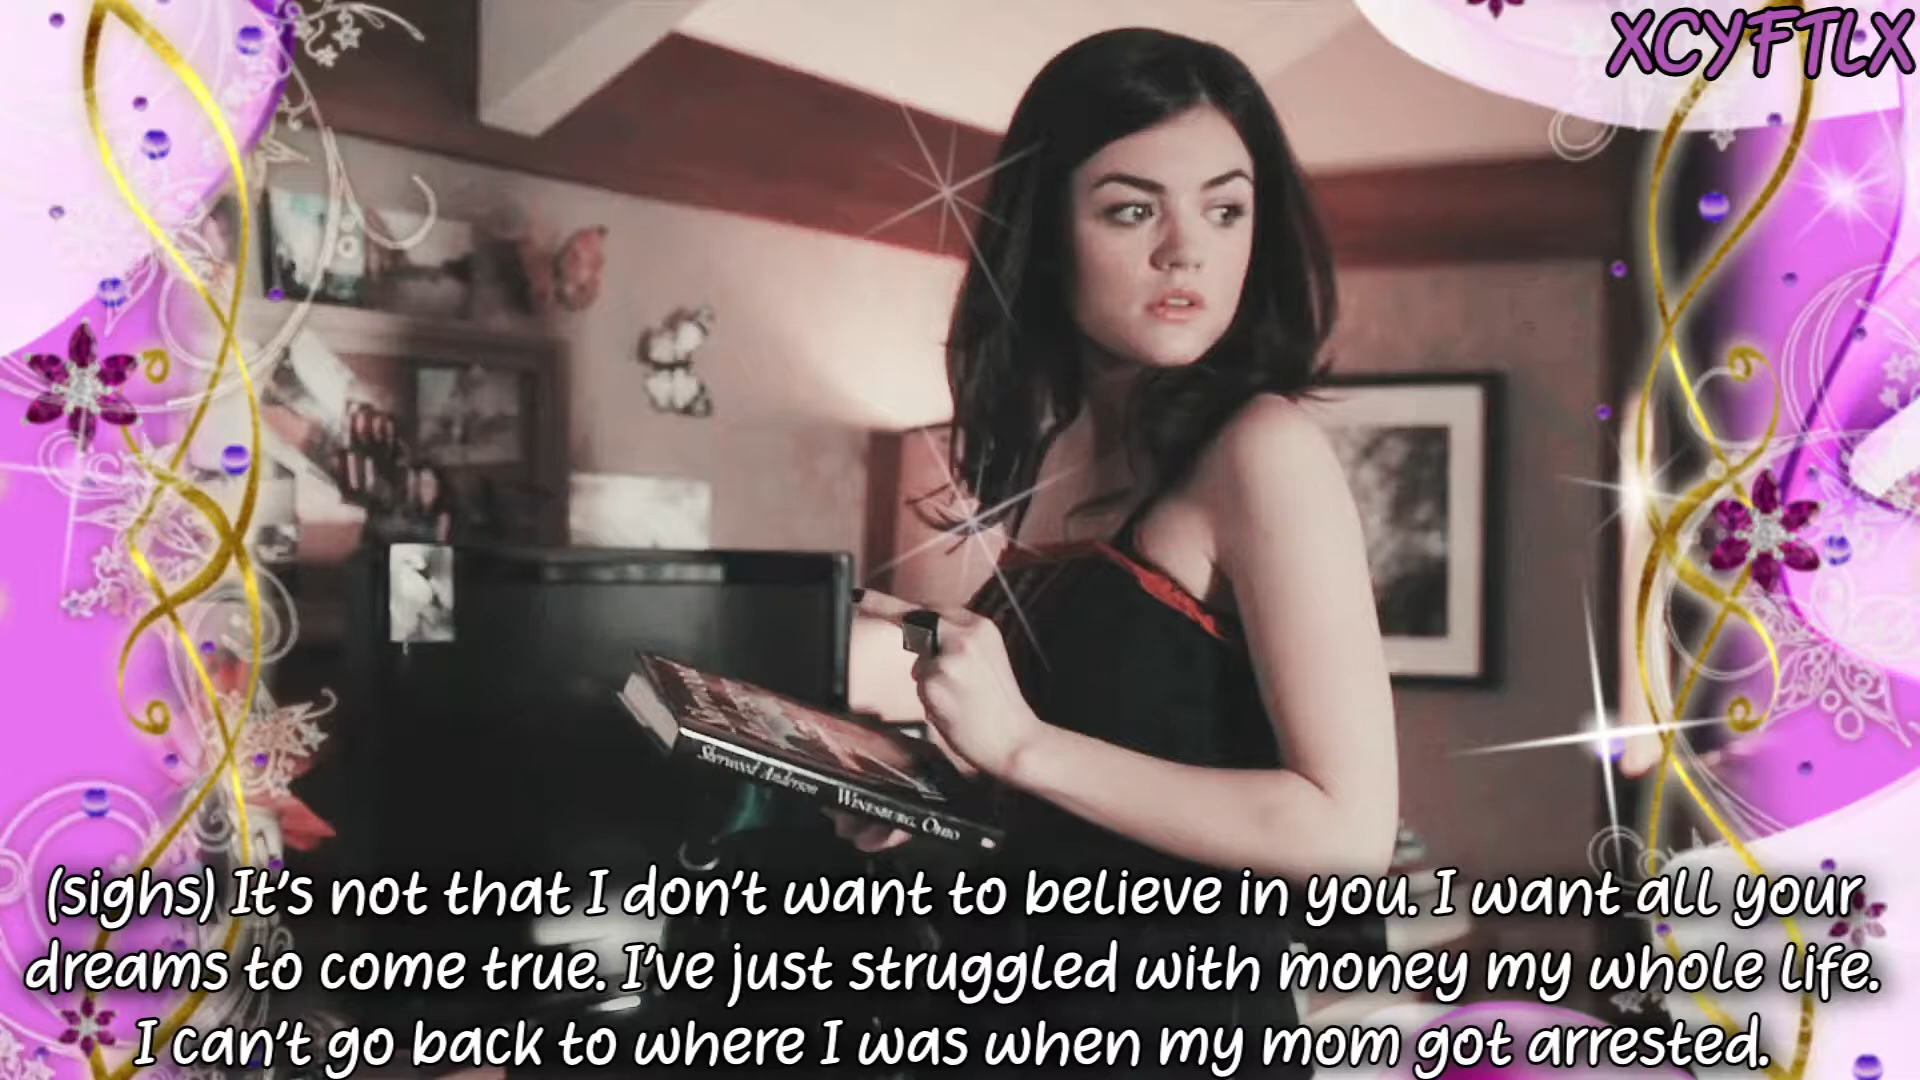 XCYFTLX
Sherwood Anderson Winesburg, Ohio
(sighs) It's not that I don't want to believe in you. I want all your
dreams to come true. I've just struggled with money my whole life.
I can't go back to where I was when my mom got arrested.